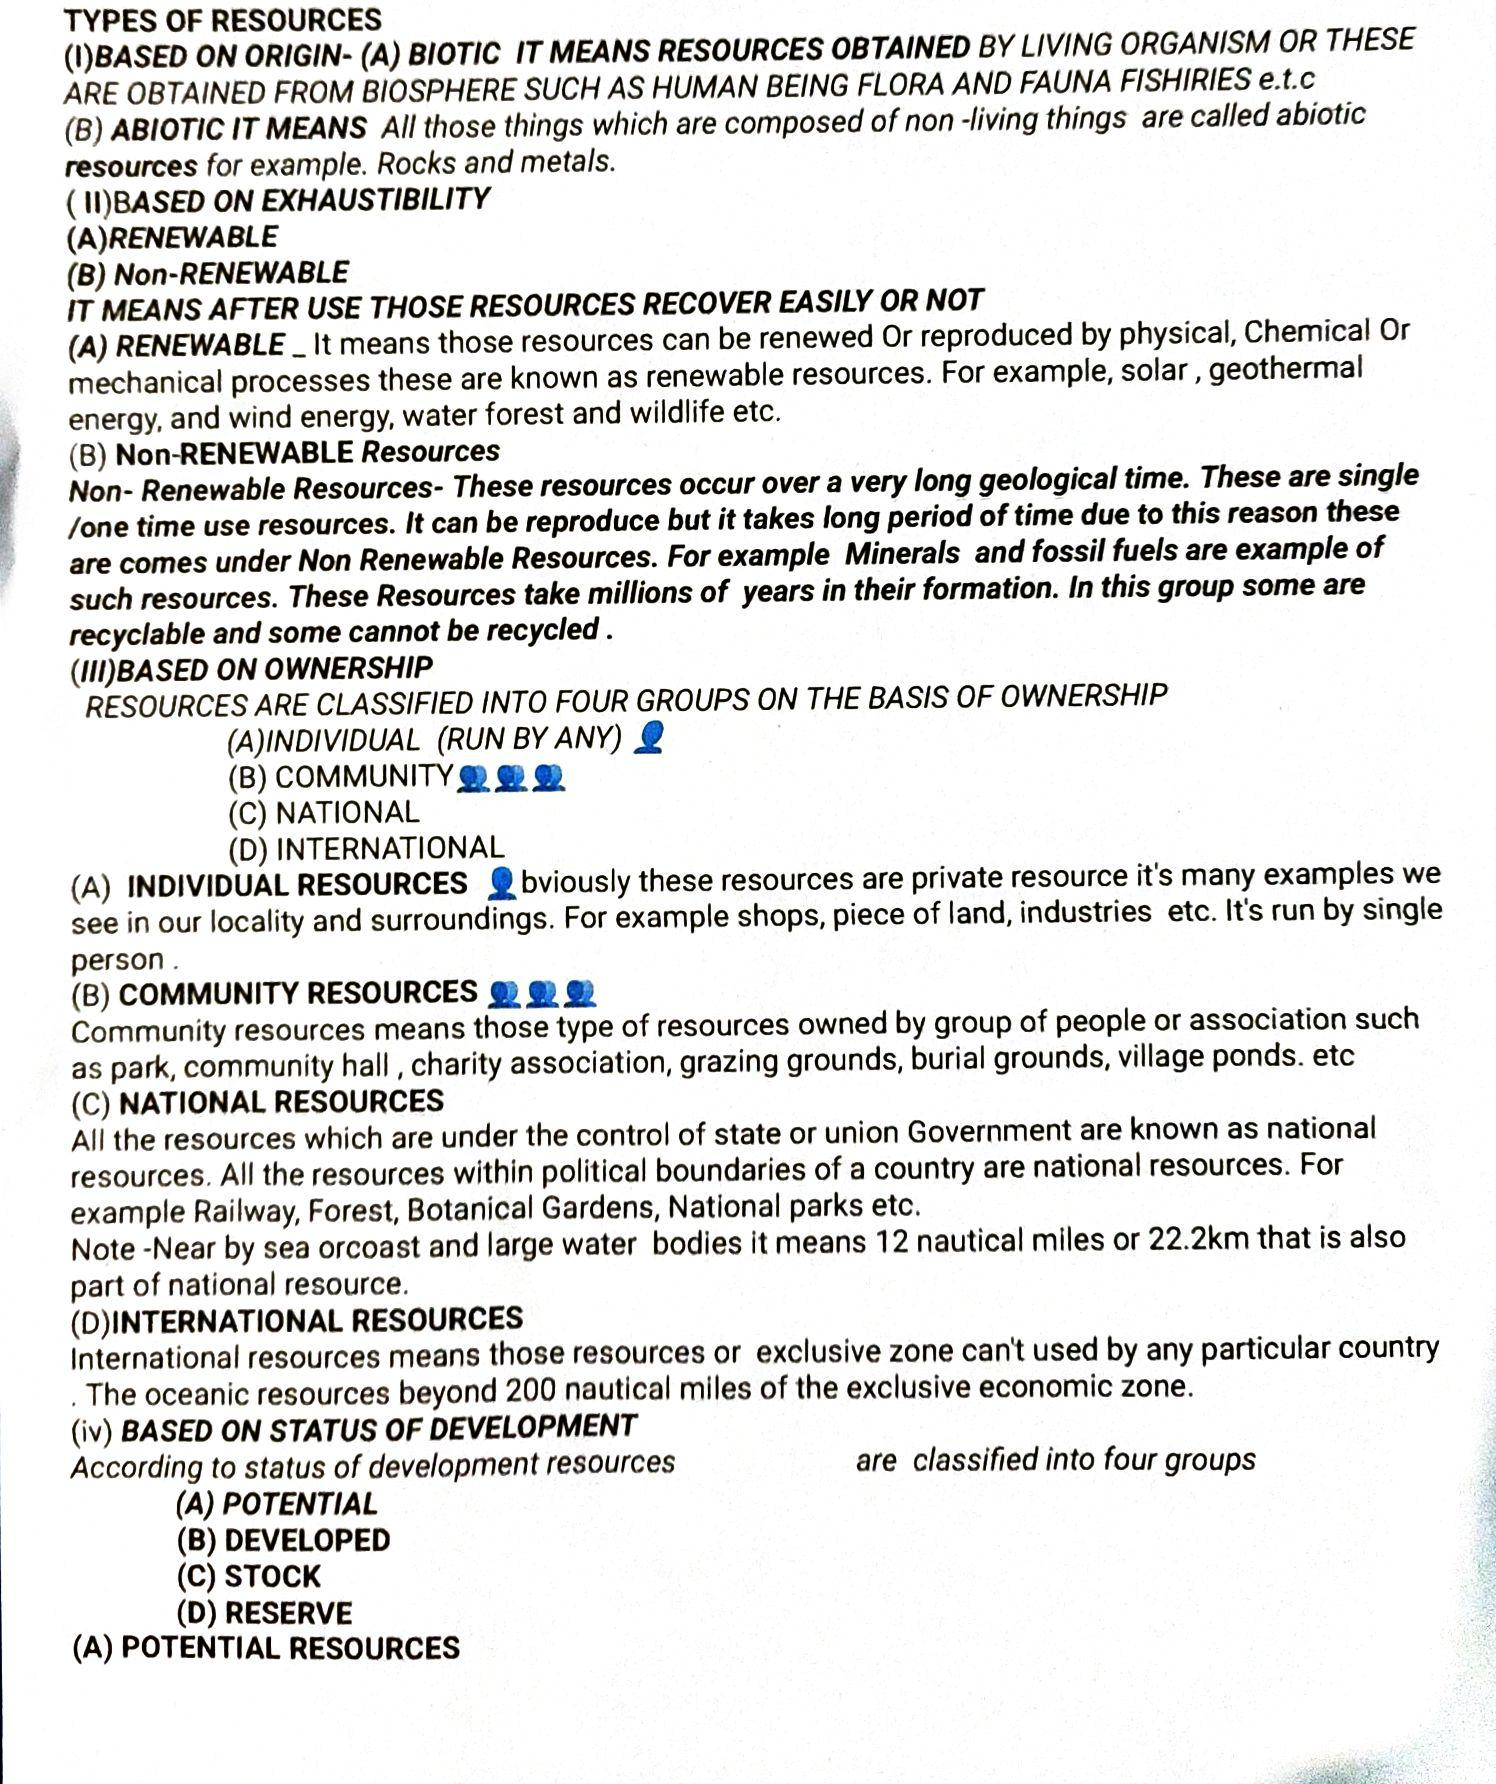 TYPES OF RESOURCES
(I)BASED ON ORIGIN- (A) BIOTIC IT MEANS RESOURCES OBTAINED BY LIVING ORGANISM OR THESE
ARE OBTAINED FROM BIOSPHERE SUCH AS HUMAN BEING FLORA AND FAUNA FISHIRIES e.t.c
(B) ABIOTIC IT MEANS All those things which are composed of non -living things are called abiotic
resources for example. Rocks and metals.
( II)BASED ON EXHAUSTIBILITY
(A)RENEWABLE
(B) Non-RENEWABLE
IT MEANS AFTER USE THOSE RESOURCES RECOVER EASILY OR NOT
(A) RENEWABLE _ It means those resources can be renewed Or reproduced by physical, Chemical Or
mechanical processes these are known as renewable resources. For example, solar , geothermal
energy, and wind energy, water forest and wildlife etc.
(B) Non-RENEWABLE Resources
Non- Renewable Resources- These resources occur over a very long geological time. These are single
/one time use resources. It can be reproduce but it takes long period of time due to this reason these
are comes under Non Renewable Resources. For example Minerals and fossil fuels are example of
such resources. These Resources take millions of years in their formation. In this group some are
recyclable and some cannot be recycled .
(III)BASED ON OWNERSHIP
RESOURCES ARE CLASSIFIED INTO FOUR GROUPS ON THE BASIS OF OWNERSHIP
(A)INDIVIDUAL (RUN BY ANY) 👤
(B) COMMUNITY👥👥👥
(C) NATIONAL
(D) INTERNATIONAL
(A) INDIVIDUAL RESOURCES 👤bviously these resources are private resource it's many examples we
see in our locality and surroundings. For example shops, piece of land, industries etc. It's run by single
person .
(B) COMMUNITY RESOURCES 👥👥👥
Community resources means those type of resources owned by group of people or association such
as park, community hall , charity association, grazing grounds, burial grounds, village ponds. etc
(C) NATIONAL RESOURCES
All the resources which are under the control of state or union Government are known as national
resources. All the resources within political boundaries of a country are national resources. For
example Railway, Forest, Botanical Gardens, National parks etc.
Note -Near by sea orcoast and large water bodies it means 12 nautical miles or 22.2km that is also
part of national resource.
(D)INTERNATIONAL RESOURCES
International resources means those resources or exclusive zone can't used by any particular country
. The oceanic resources beyond 200 nautical miles of the exclusive economic zone.
(iv) BASED ON STATUS OF DEVELOPMENT
According to status of development resources are classified into four groups
(A) POTENTIAL
(B) DEVELOPED
(C) STOCK
(D) RESERVE
(A) POTENTIAL RESOURCES